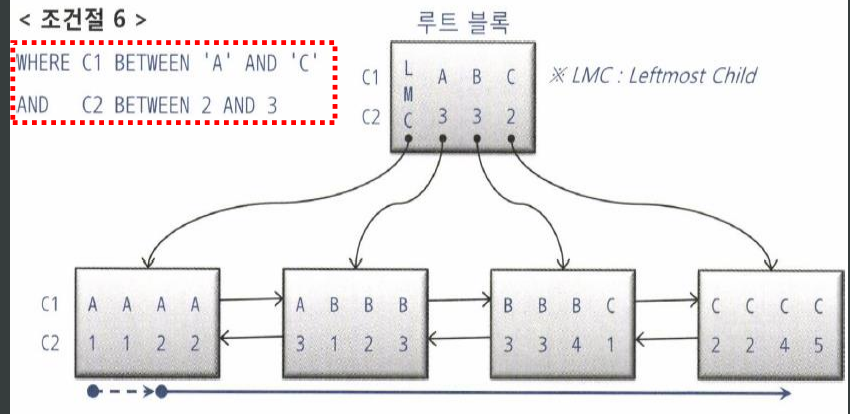 < 조건절 6 >
루트 블록
WHERE C1 BETWEEN 'A' AND 'C'
AND C2 BETWEEN 2 AND 3
C1 L M C A B C
C2 3 3 2
※ LMC : Leftmost Child
C1 A A A A A B B B B B B C C C C C
C2 1 1 2 2 3 1 2 3 3 3 4 1 2 2 4 5